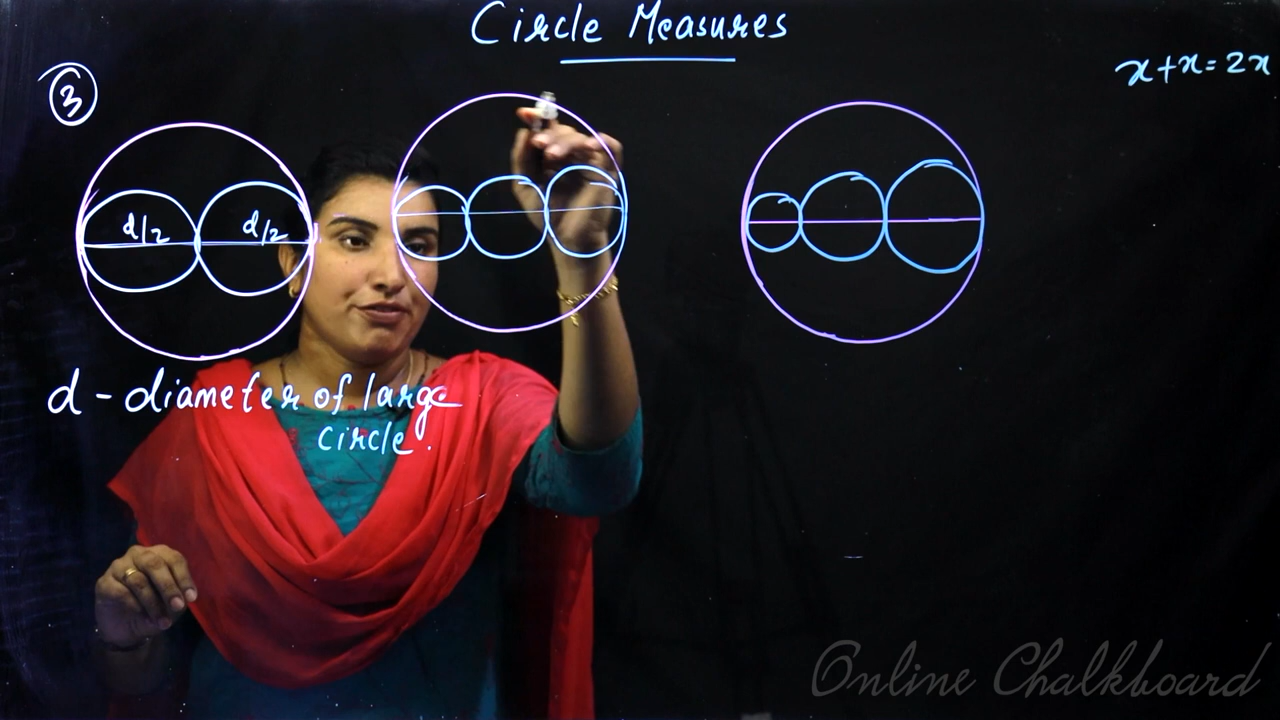 Circle Measures
x+x=2x
3
d/2 d/2
d - diameter of large
circle.
Online Chalkboard